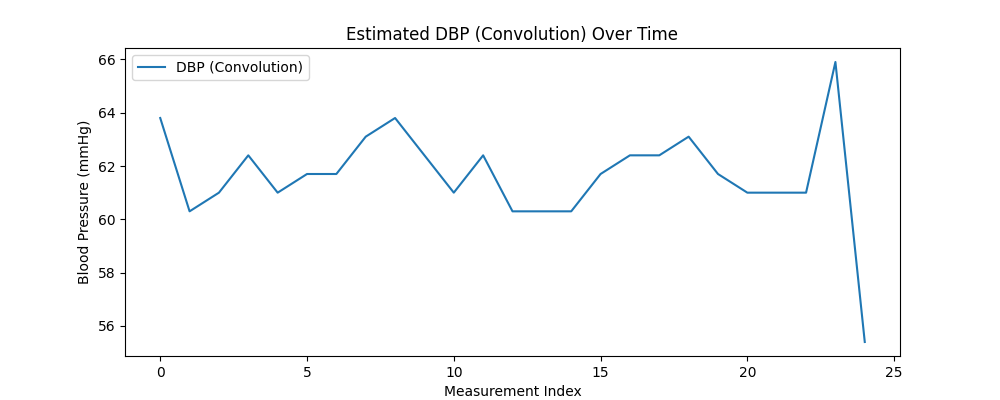 Estimated DBP (Convolution) Over Time
DBP (Convolution)
Blood Pressure (mmHg)
66
64
62
60
58
56
0 5 10 15 20 25
Measurement Index